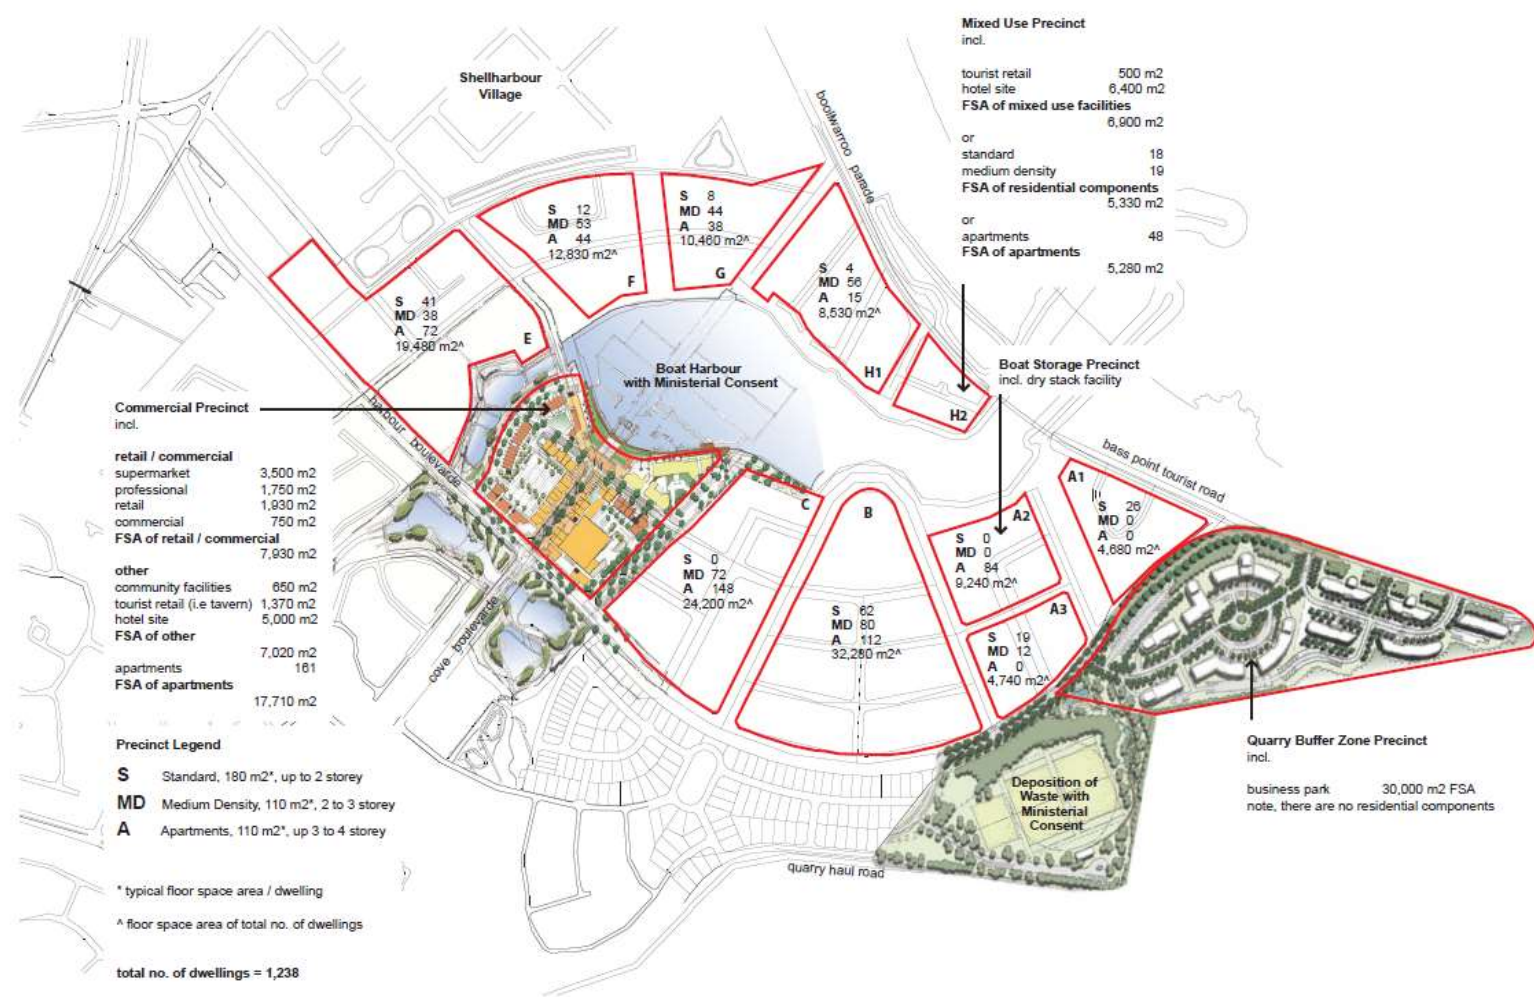 Mixed Use Precinct
incl.
tourist retail 500 m2
hotel site 6,400 m2
FSA of mixed use facilities
6,900 m2
or
standard 18
medium density 19
FSA of residential components
5,330 m2
or
apartments 48
FSA of apartments
5,280 m2
Shellharbour
Village
boollwarroo parade
S 12
MD 53
A 44
12,830 m2^
F
S 8
MD 44
A 38
10,460 m2^
G
S 4
MD 56
A 15
8,530 m2^
H1
H2
S 41
MD 38
A 72
19,480 m2^
E
Boat Harbour
with Ministerial Consent
Boat Storage Precinct
incl. dry stack facility
harbour boulevarde
bass point tourist road
Commercial Precinct
incl.
retail / commercial
supermarket 3,500 m2
professional 1,750 m2
retail 1,930 m2
commercial 750 m2
FSA of retail / commercial
7,930 m2
other
community facilities 650 m2
tourist retail (i.e tavern) 1,370 m2
hotel site 5,000 m2
FSA of other
7,020 m2
apartments 161
FSA of apartments
17,710 m2
A1
S 26
MD 0
A 0
4,680 m2^
A2
S 0
MD 0
A 84
9,240 m2^
A3
S 19
MD 12
A 0
4,740 m2^
B
S 62
MD 80
A 112
32,280 m2^
C
S 0
MD 72
A 148
24,200 m2^
cove boulevarde
Quarry Buffer Zone Precinct
incl.
business park 30,000 m2 FSA
note, there are no residential components
Deposition of
Waste with
Ministerial
Consent
quarry haul road
Precinct Legend
S Standard, 180 m2*, up to 2 storey
MD Medium Density, 110 m2*, 2 to 3 storey
A Apartments, 110 m2*, up 3 to 4 storey
* typical floor space area / dwelling
^ floor space area of total no. of dwellings
total no. of dwellings = 1,238